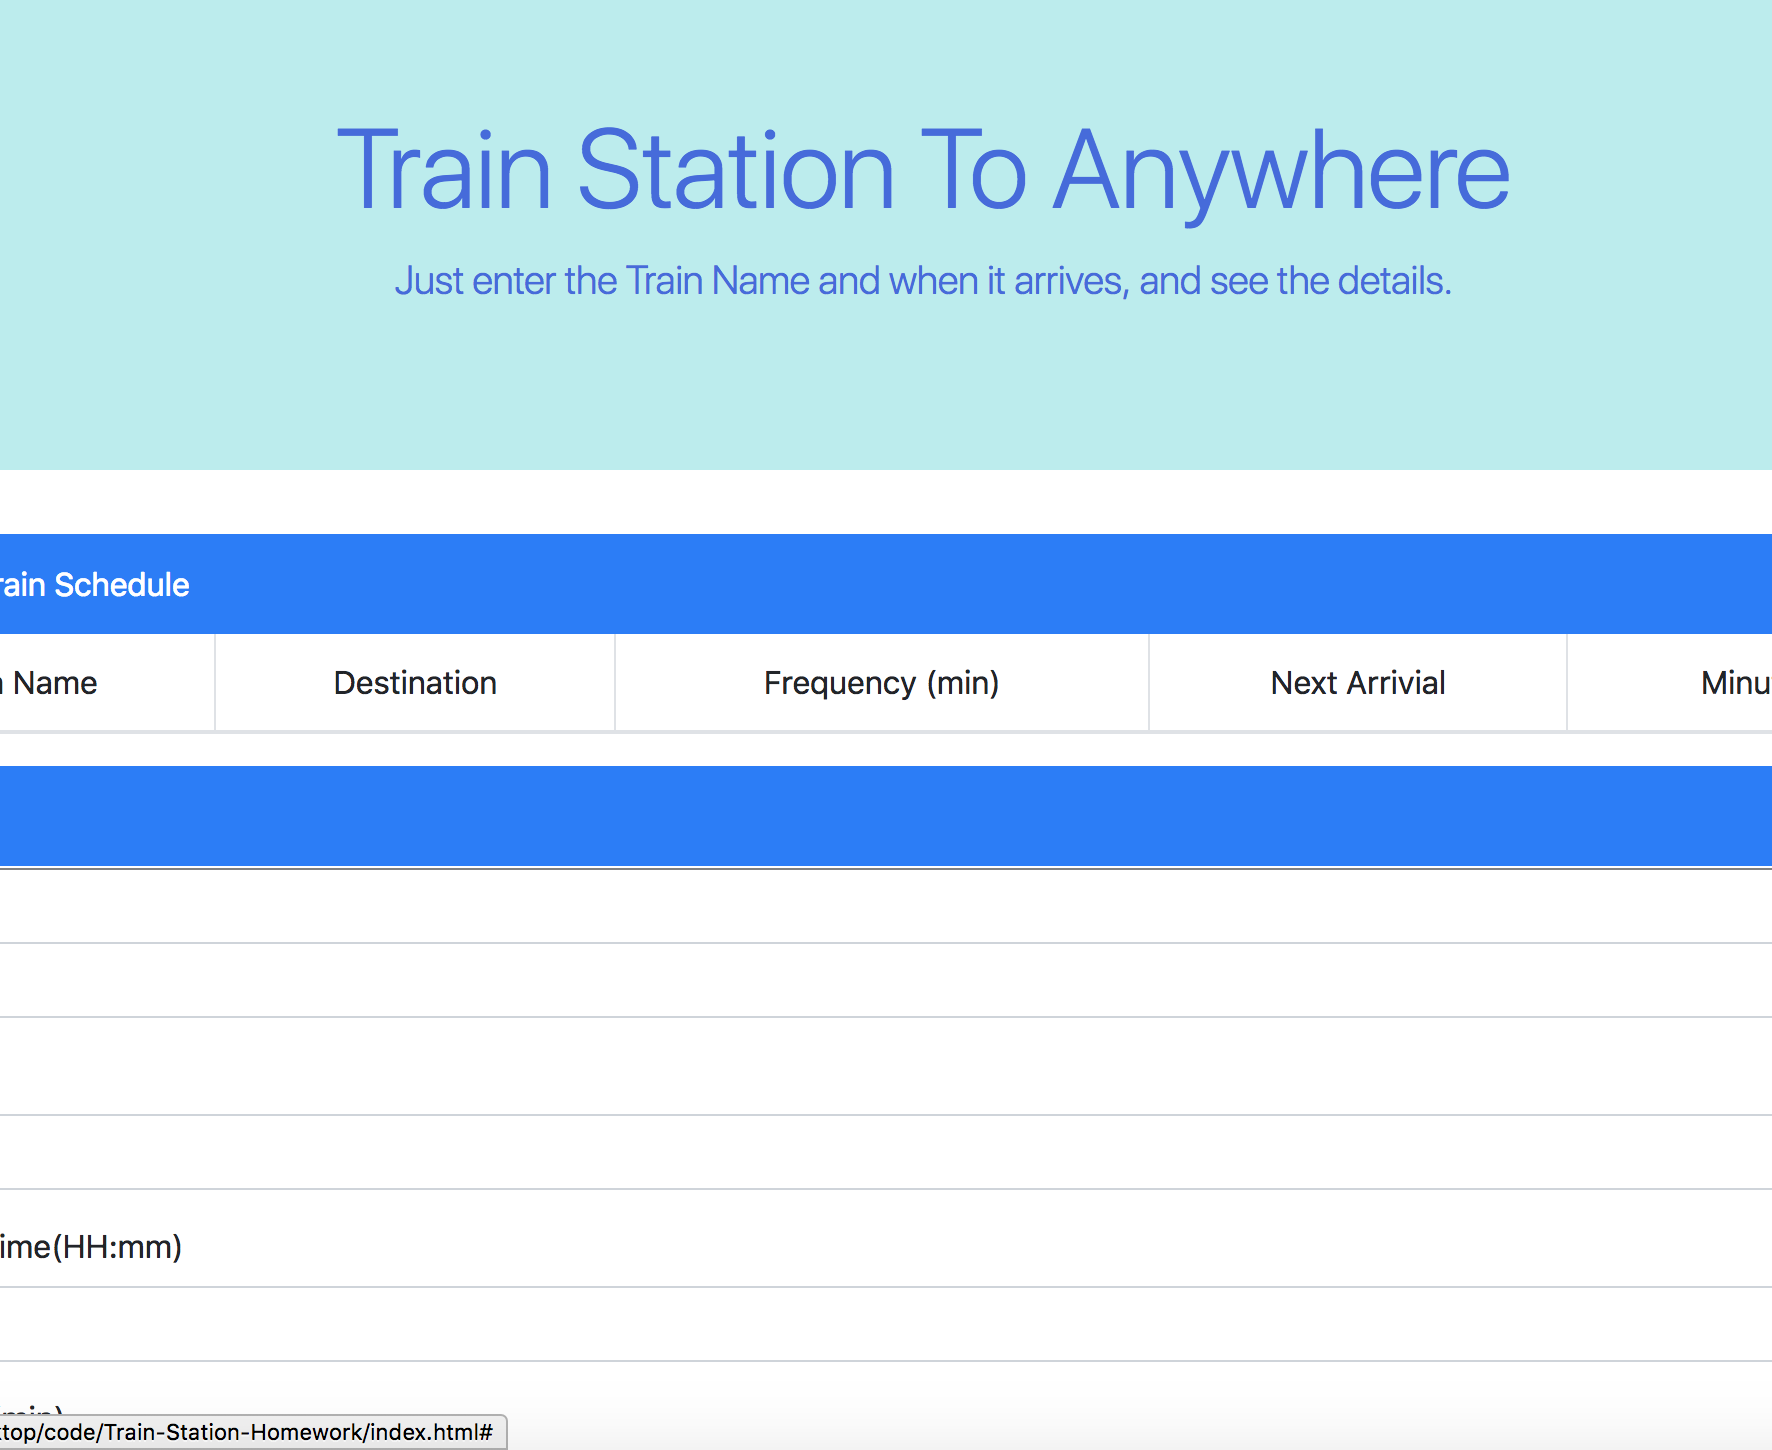 Train Station To Anywhere
Just enter the Train Name and when it arrives, and see the details.
rain Schedule
Name Destination Frequency (min) Next Arrivial Minu
ime(HH:mm)
top/code/Train-Station-Homework/index.html#